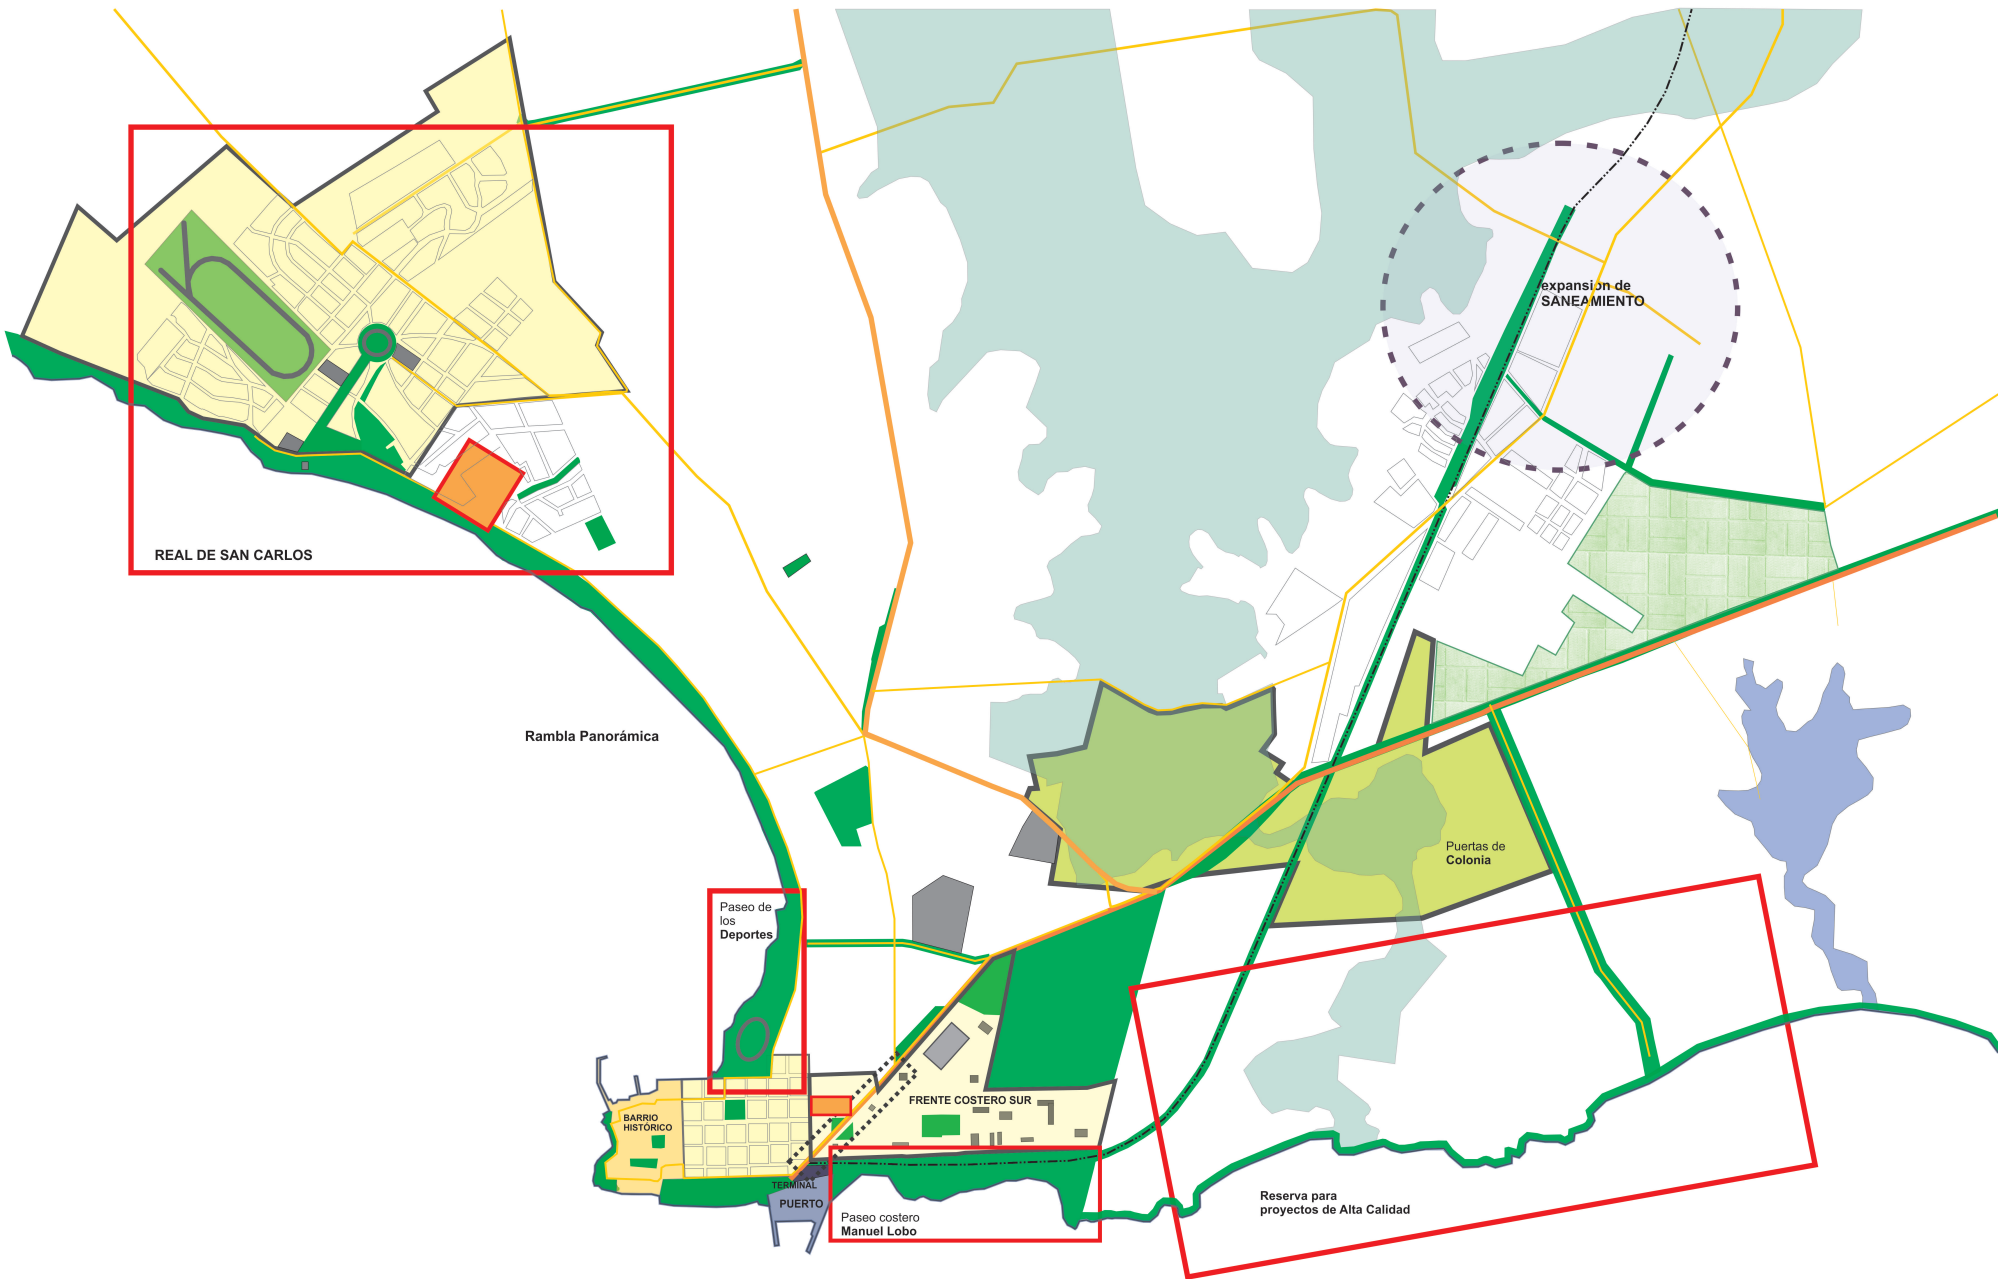 expansión de
SANEAMIENTO
REAL DE SAN CARLOS
Rambla Panorámica
Puertas de
Colonia
Paseo de
los
Deportes
FRENTE COSTERO SUR
BARRIO
HISTÓRICO
TERMINAL
PUERTO
Paseo costero
Manuel Lobo
Reserva para
proyectos de Alta Calidad